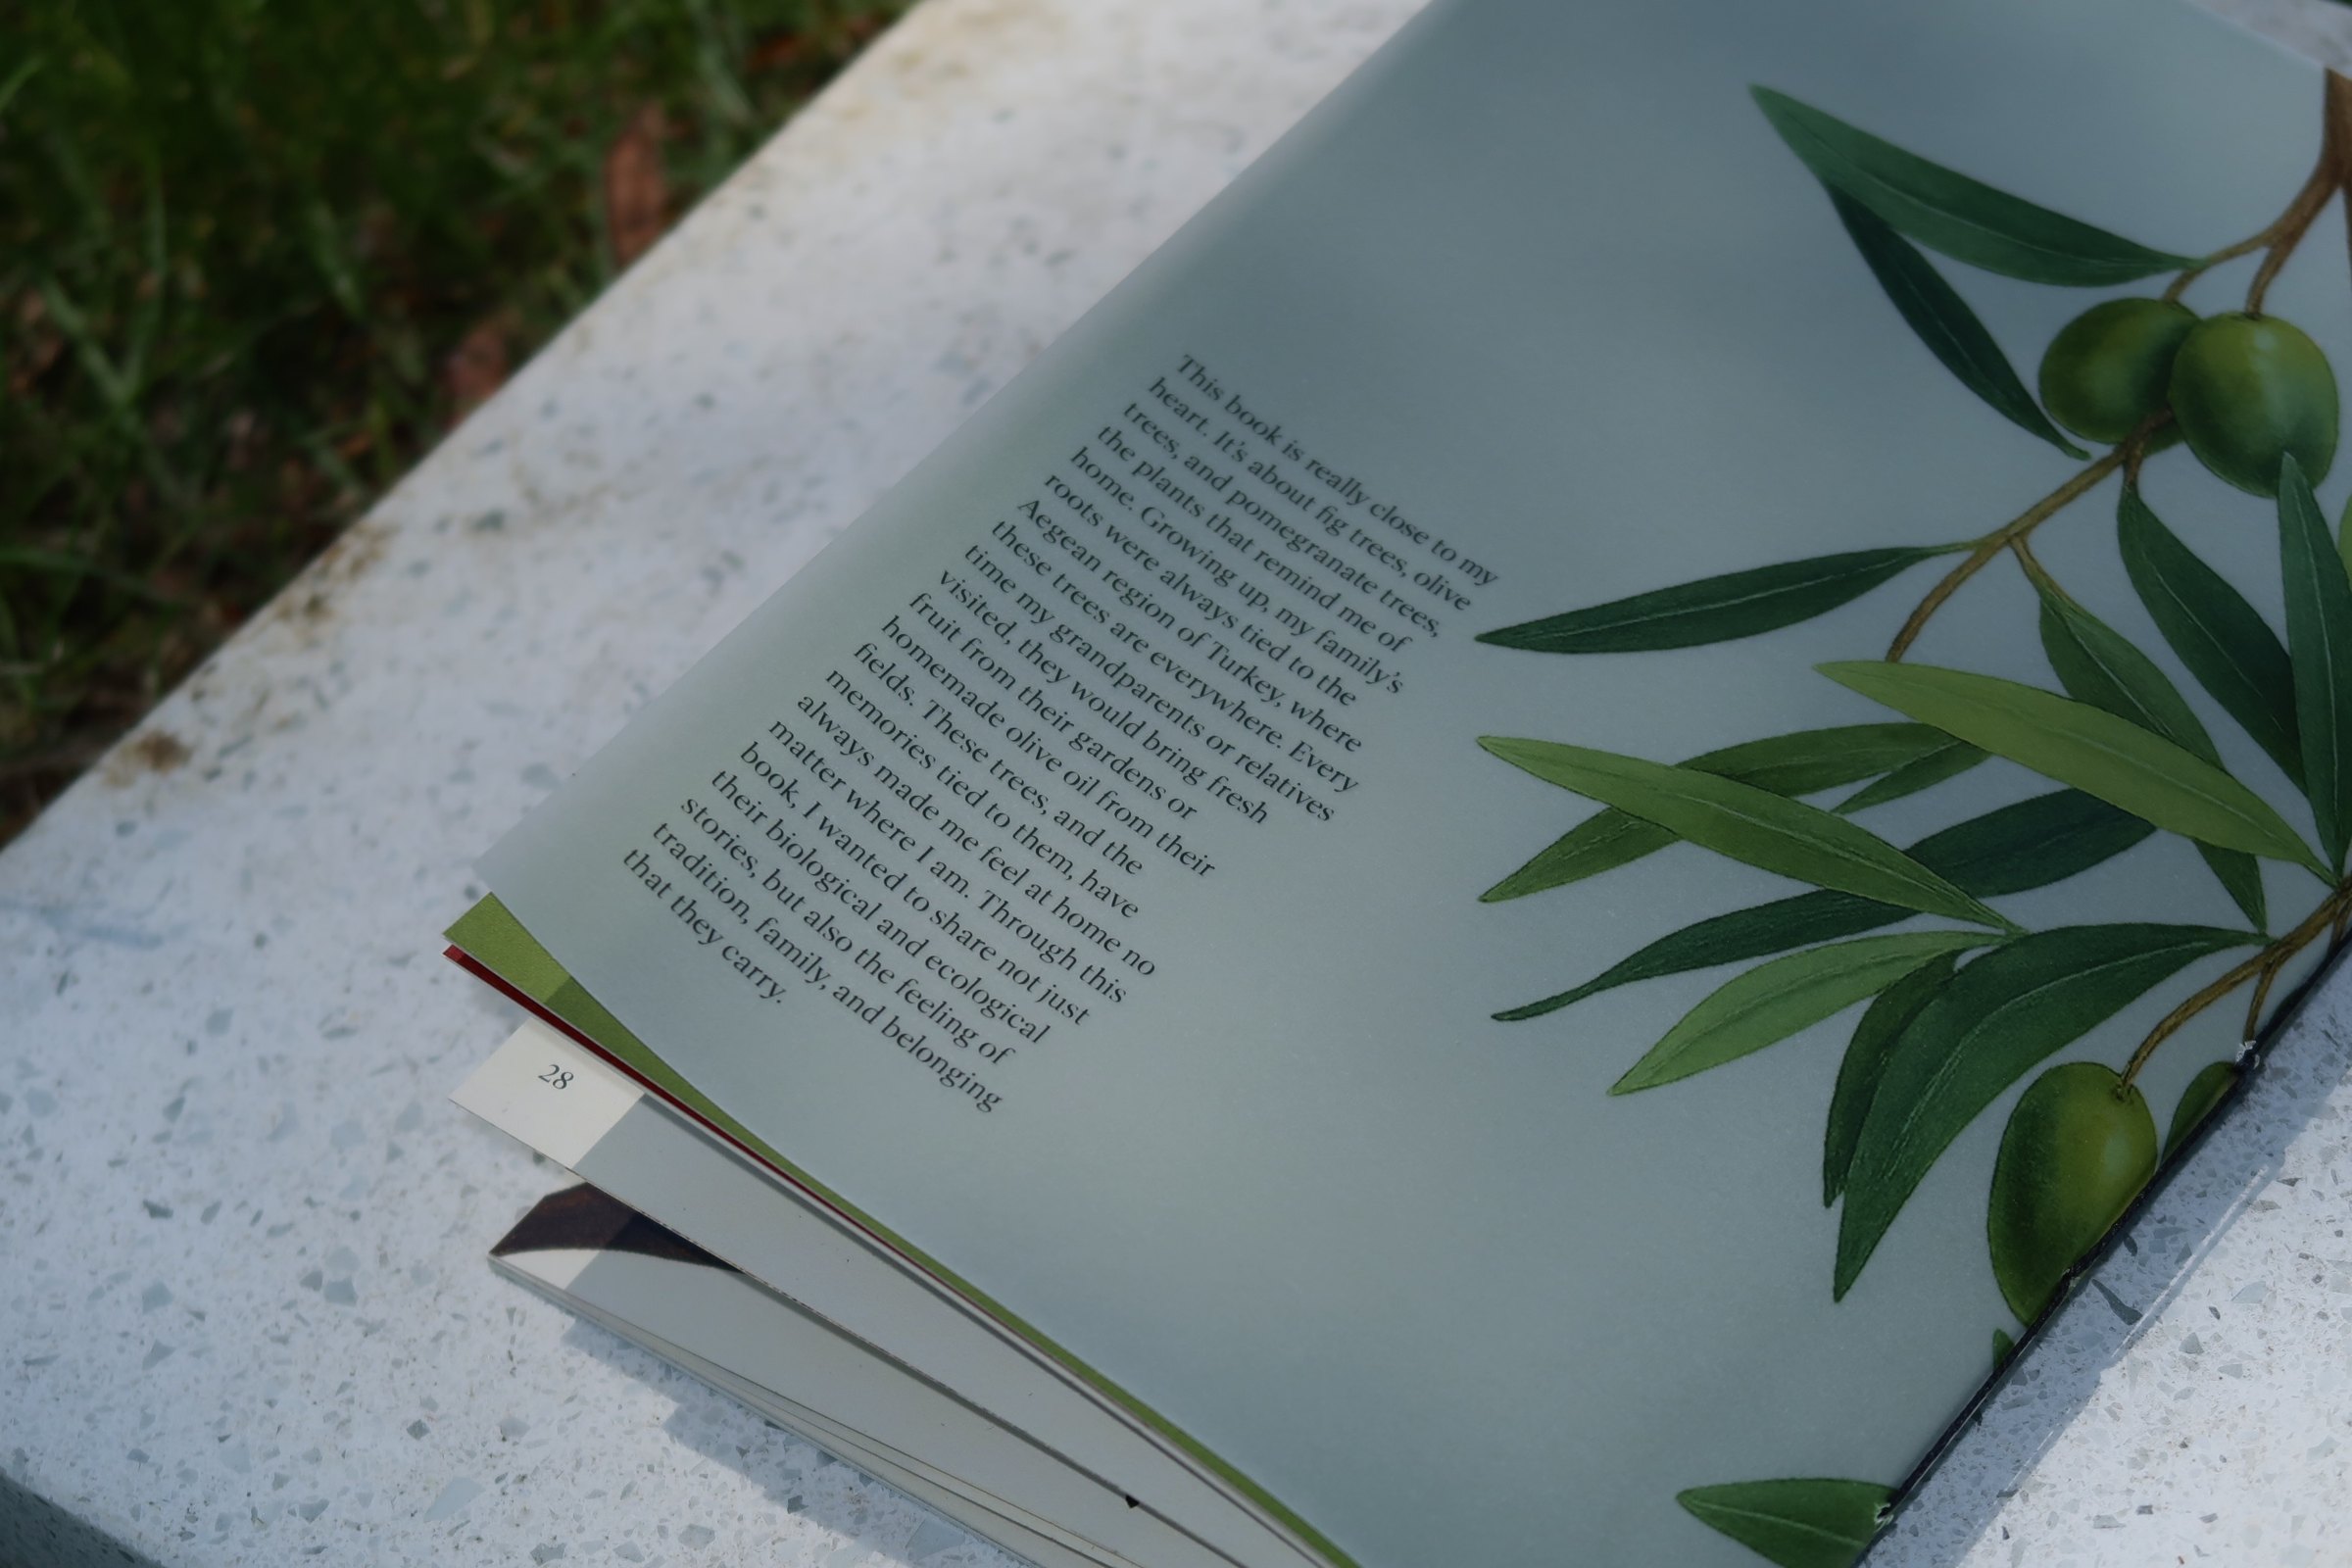 This book is really close to my
heart. It's about fig trees, olive
trees, and pomegranate trees,
the plants that remind me of
home. Growing up, my family's
roots were always tied to the
Aegean region of Turkey, where
these trees are everywhere. Every
time my grandparents or relatives
visited, they would bring fresh
fruit from their gardens or
homemade olive oil from their
fields. These trees, and the
memories tied to them, have
always made me feel at home no
matter where I am. Through this
book, I wanted to share not just
their biological and ecological
stories, but also the feeling of
tradition, family, and belonging
that they carry.
28